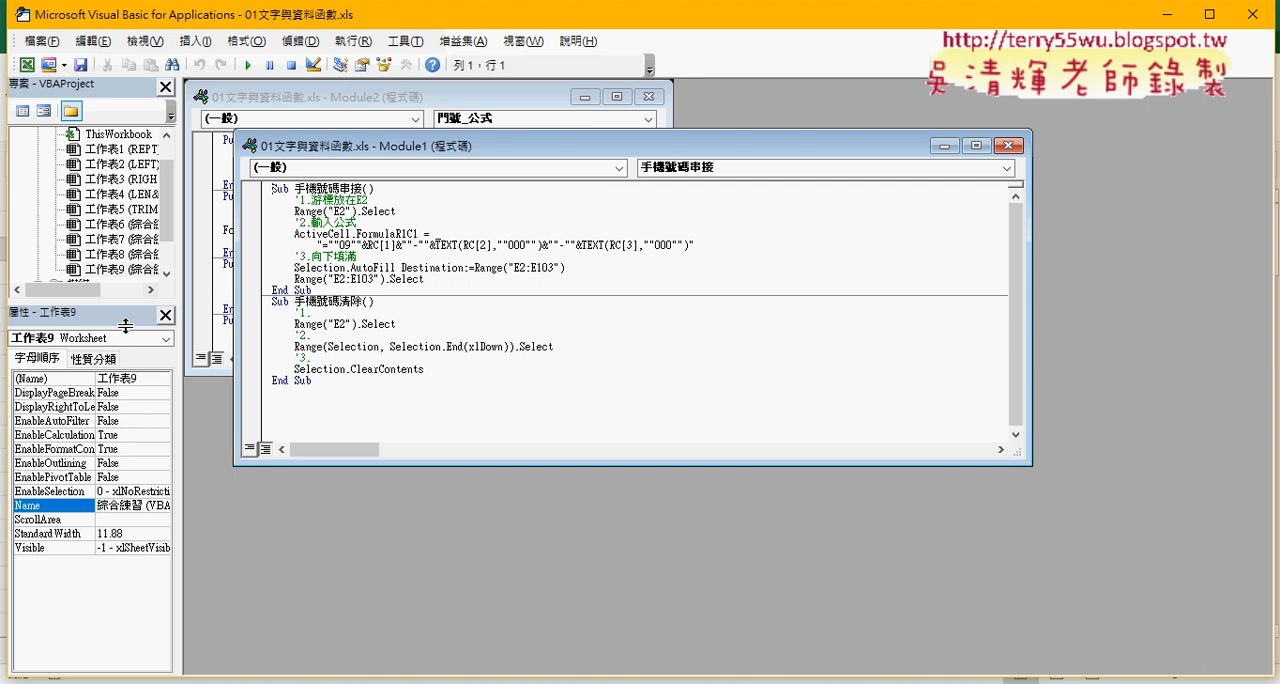 Microsoft Visual Basic for Applications - 01文字與資料函數.xls
檔案(F) 編輯(E) 檢視(V) 插入(I) 格式(O) 偵錯(D) 執行(R) 工具(T) 增益集(A) 視窗(W) 說明(H)
http://terry55wu.blogspot.tw
吳清輝老師錄製
列 1，行 1
專案 - VBAProject
ThisWorkbook
工作表1 (REPT
工作表2 (LEFT
工作表3 (RIGH
工作表4 (LEN&
工作表5 (TRIM
工作表6 (綜合
工作表7 (綜合
工作表8 (綜合
工作表9 (綜合
屬性 - 工作表9
工作表9 Worksheet
字母順序 性質分類
(Name) 工作表9
DisplayPageBreak False
DisplayRightToLe False
EnableAutoFilter False
EnableCalculation True
EnableFormatCon True
EnableOutlining False
EnablePivotTable False
EnableSelection 0 - xlNoRestricti
Name 綜合練習 (VBA
ScrollArea
StandardWidth 11.88
Visible -1 - xlSheetVisib
01文字與資料函數.xls - Module2 (程式碼)
(一般) 門號_公式
01文字與資料函數.xls - Module1 (程式碼)
(一般) 手機號碼串接
Sub 手機號碼串接()
'1.游標放在E2
Range("E2").Select
'2.輸入公式
ActiveCell.FormulaR1C1 =
"=""09""&RC[1]&""-""&TEXT(RC[2],""000"")&""-""&TEXT(RC[3],""000"")"
'3.向下填滿
Selection.AutoFill Destination:=Range("E2:E103")
Range("E2:E103").Select
End Sub
Sub 手機號碼清除()
'1.
Range("E2").Select
'2.
Range(Selection, Selection.End(xlDown)).Select
'3.
Selection.ClearContents
End Sub